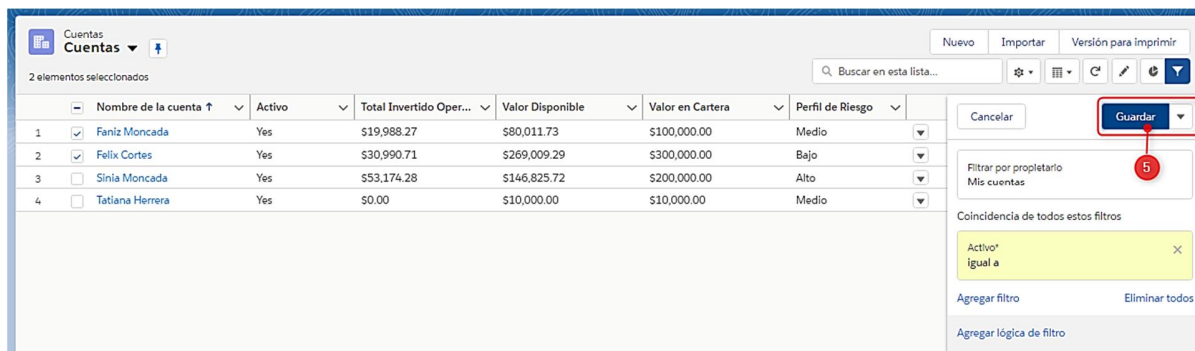 Cuentas
Cuentas
Nuevo Importar Versión para imprimir
2 elementos seleccionados
Buscar en esta lista...
Nombre de la cuenta ↑ Activo Total Invertido Oper... Valor Disponible Valor en Cartera Perfil de Riesgo
1 Faniz Moncada Yes $19,988.27 $80,011.73 $100,000.00 Medio
2 Felix Cortes Yes $30,990.71 $269,009.29 $300,000.00 Bajo
3 Sinia Moncada Yes $53,174.28 $146,825.72 $200,000.00 Alto
4 Tatiana Herrera Yes $0.00 $10,000.00 $10,000.00 Medio
Cancelar Guardar
5
Filtrar por propietario
Mis cuentas
Coincidencia de todos estos filtros
Activo*
igual a
Agregar filtro Eliminar todos
Agregar lógica de filtro